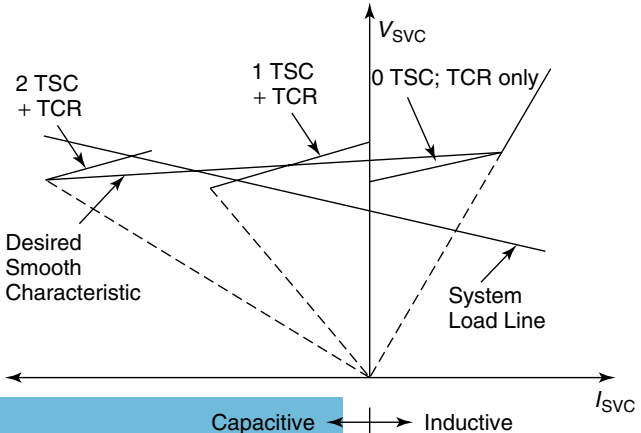 V_SVC
2 TSC
+ TCR
1 TSC
+ TCR
0 TSC; TCR only
Desired
Smooth
Characteristic
System
Load Line
I_SVC
Capacitive
Inductive